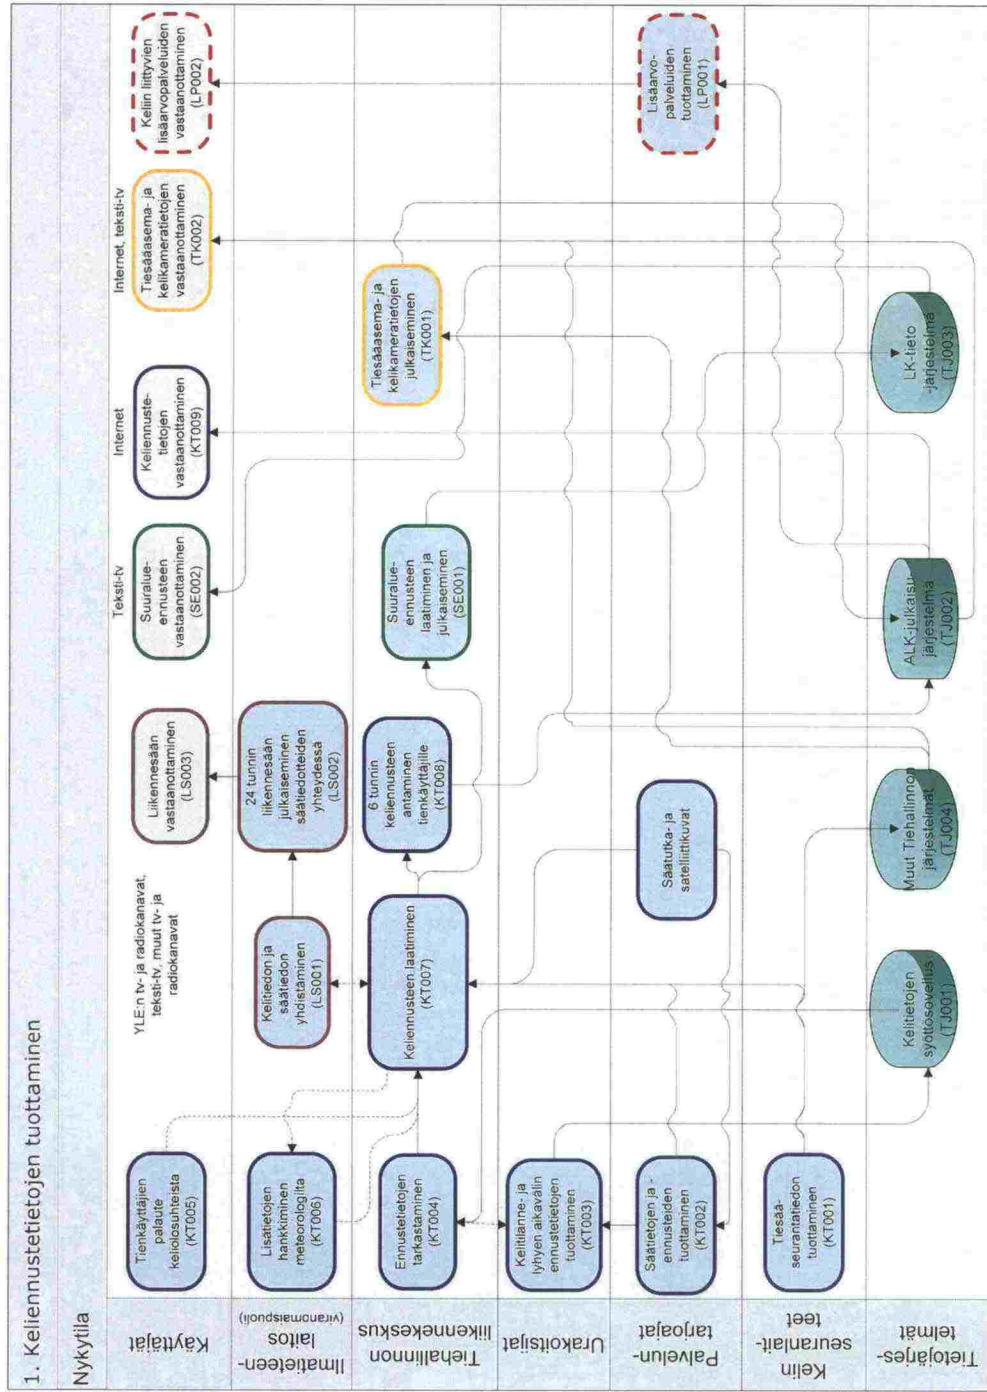 1. Keliennustetietojen tuottaminen
Nykytila
Käyttäjät
YLE:n tv- ja radiokanavat,
teksti-tv, muut tv- ja
radiokanavat
Teksti-tv
Internet
Internet, teksti-tv
Tienkäyttäjien
palaute
keliolosuhteista
(KT005)
Liikennesään
vastaanottaminen
(LS003)
Suuralue-
ennusteen
vastaanottaminen
(SE002)
Keliennuste-
tietojen
vastaanottaminen
(KT009)
Tiesääasema- ja
kelikameratietojen
vastaanottaminen
(TK002)
Keliin liittyvien
lisäarvopalveluiden
vastaanottaminen
(LP002)
Ilmatieteen-
laitos
(viranomaispuoli)
Lisätietojen
hankkiminen
meteorologilta
(KT006)
Kelitiedon ja
säätiedon
yhdistäminen
(LS001)
24 tunnin
liikennesään
julkaiseminen
säätiedotteiden
yhteydessä
(LS002)
Tiehallinnon
liikennekeskus
Ennustetietojen
tarkastaminen
(KT004)
Keliennusteen laatiminen
(KT007)
6 tunnin
keliennusteen
antaminen
tienkäyttäjille
(KT008)
Suuralue-
ennusteen
laatiminen ja
julkaiseminen
(SE001)
Tiesääasema- ja
kelikameratietojen
julkaiseminen
(TK001)
Urakoitsijat
Kelitilanne- ja
lyhyen aikavälin
ennustetietojen
tuottaminen
(KT003)
Palvelun-
tarjoajat
Säätietojen ja -
ennusteiden
tuottaminen
(KT002)
Säätutka- ja
satelliittikuvat
Lisäarvo-
palveluiden
tuottaminen
(LP001)
Kelin
seurantalait-
teet
Tiesää-
seurantatiedon
tuottaminen
(KT001)
Tietojärjes-
telmät
Kelitietojen
syöttösovellus
(TJ001)
Muut Tiehallinnon
järjestelmät
(TJ004)
ALK-julkaisu-
järjestelmä
(TJ002)
LK-tieto
-järjestelmä
(TJ003)